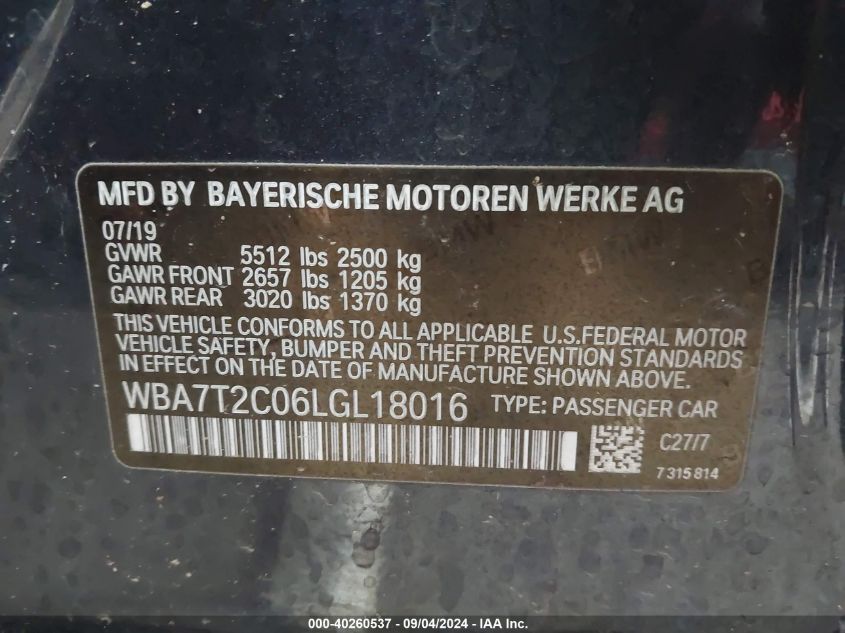 MFD BY BAYERISCHE MOTOREN WERKE AG
07/19
GVWR 5512 lbs 2500 kg
GAWR FRONT 2657 lbs 1205 kg
GAWR REAR 3020 lbs 1370 kg
THIS VEHICLE CONFORMS TO ALL APPLICABLE U.S.FEDERAL MOTOR
VEHICLE SAFETY, BUMPER AND THEFT PREVENTION STANDARDS
IN EFFECT ON THE DATE OF MANUFACTURE SHOWN ABOVE.
WBA7T2C06LGL18016 TYPE: PASSENGER CAR
C27/7
7315814
000-40260537 - 09/04/2024 - IAA Inc.